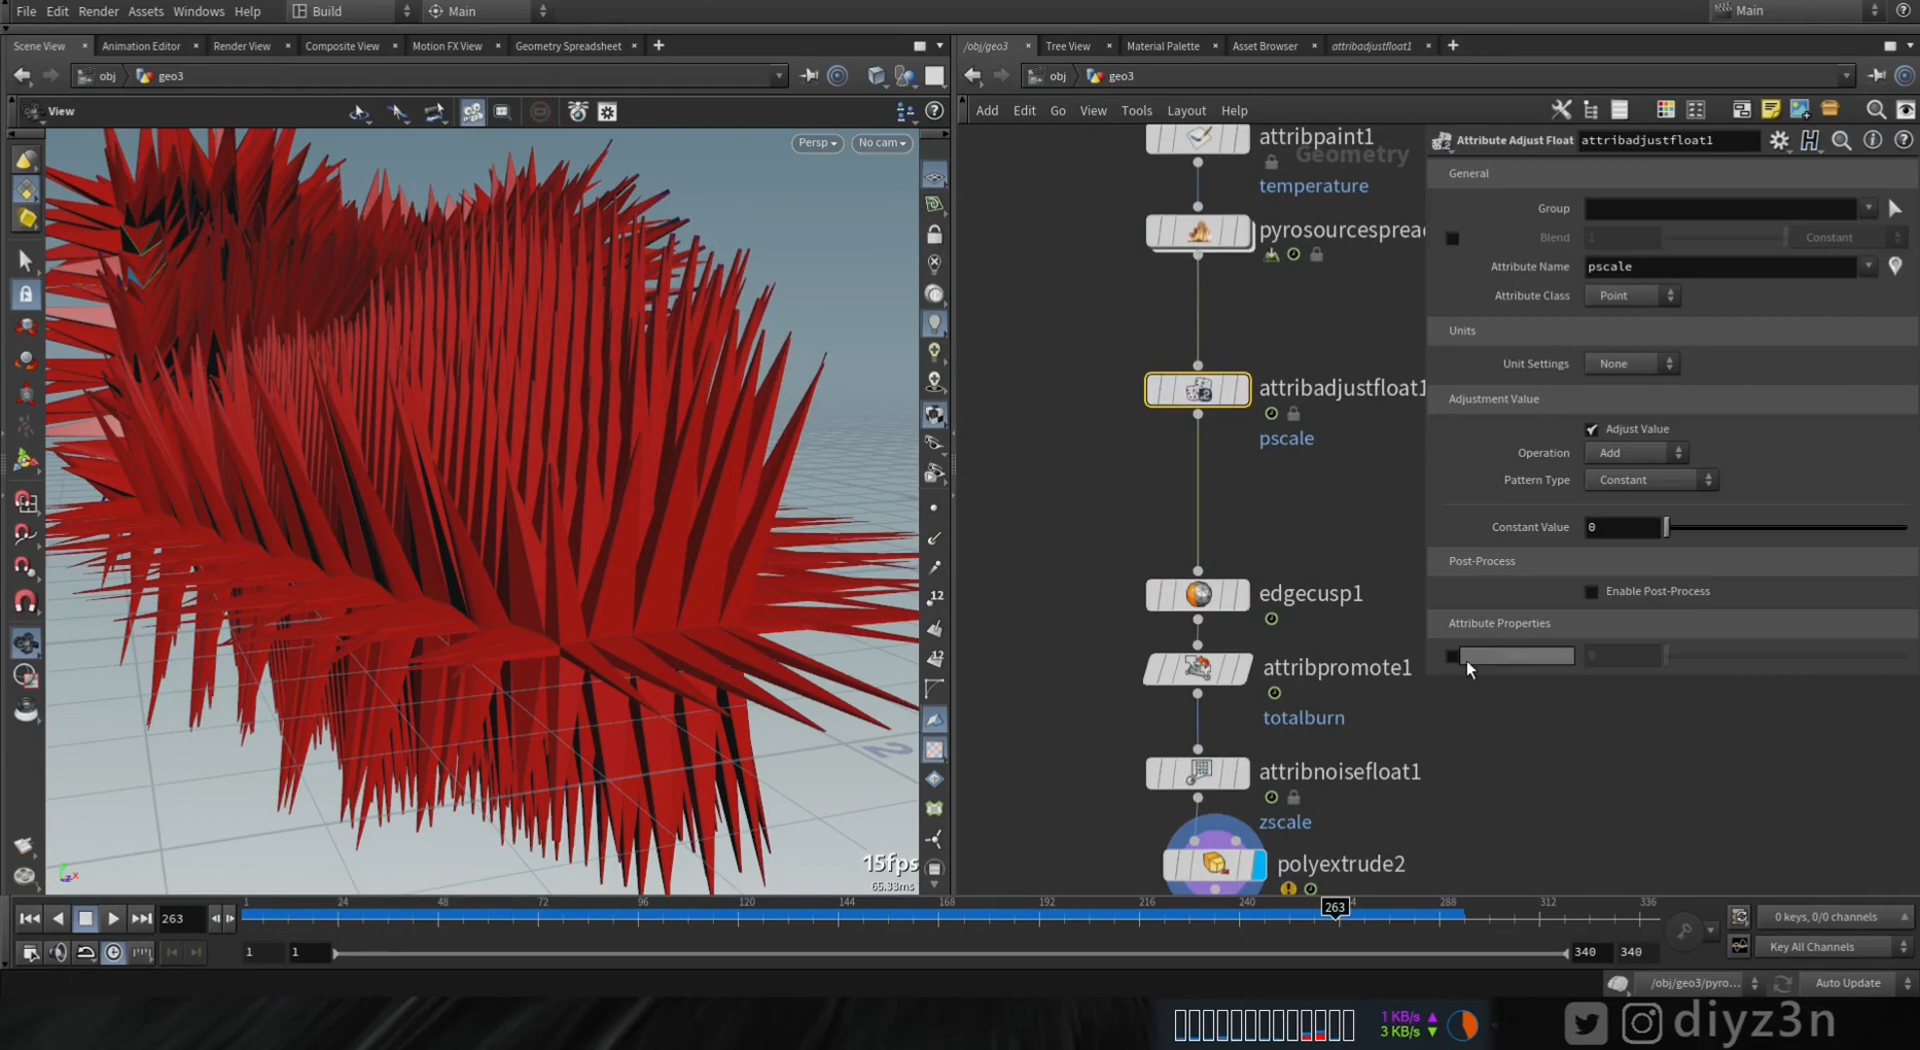 File Edit Render Assets Windows Help Build Main Main
Scene View Animation Editor Render View Composite View Motion FX View Geometry Spreadsheet
/obj/geo3 Tree View Material Palette Asset Browser attribadjustfloat1
obj geo3
obj geo3
View
Persp No cam
15fps
65.33ms
Add Edit Go View Tools Layout Help
Geometry
attribpaint1
temperature
pyrosourcesprea
attribadjustfloat1
pscale
edgecusp1
attribpromote1
totalburn
attribnoisefloat1
zscale
polyextrude2
Attribute Adjust Float attribadjustfloat1
General
Group
Blend 1 Constant
Attribute Name pscale
Attribute Class Point
Units
Unit Settings None
Adjustment Value
Adjust Value
Operation Add
Pattern Type Constant
Constant Value 0
Post-Process
Enable Post-Process
Attribute Properties
0
12
12
2
z x
263
1 24 48 72 96 120 144 168 192 216 240 263 4 288 312 336
0 keys, 0/0 channels
1 1 340 340
Key All Channels
/obj/geo3/pyro... Auto Update
1 KB/s
3 KB/s
diyz3n